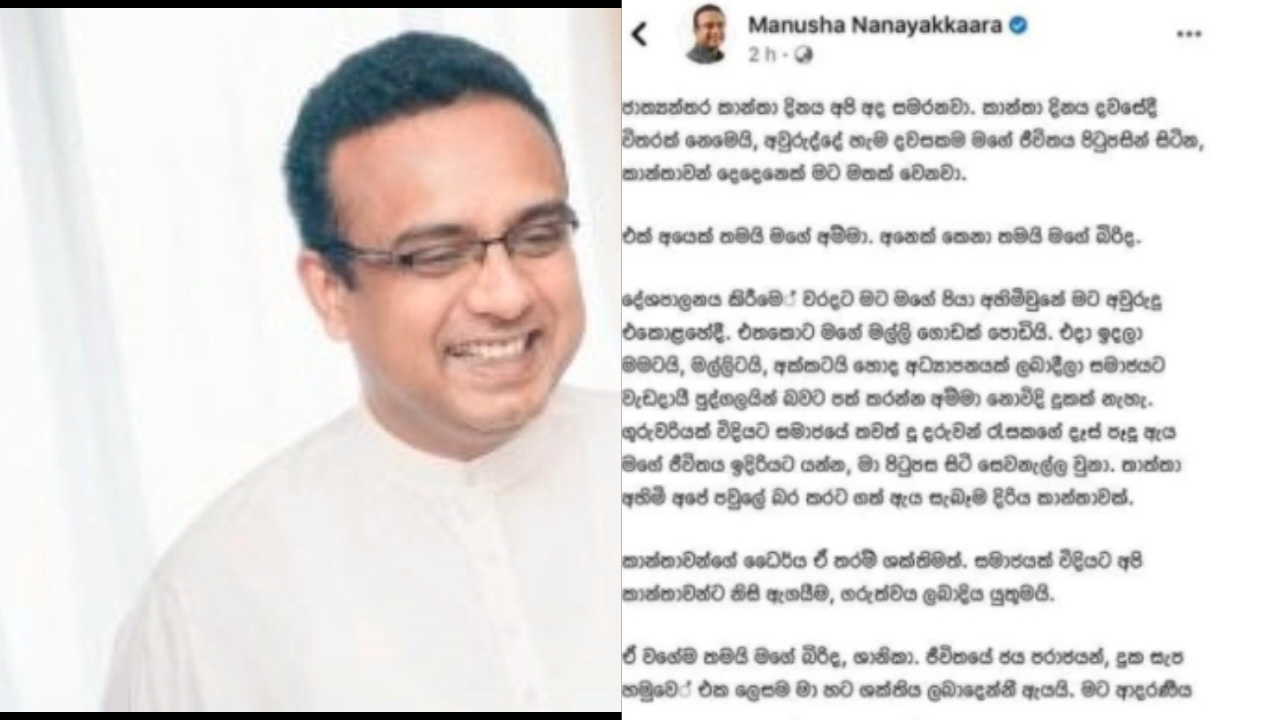 Manusha Nanayakkaara
2 h ·
ජාත්‍යන්තර කාන්තා දිනය අපි අද සමරනවා. කාන්තා දිනය දවසේදී
විතරක් නෙමෙයි, අවුරුද්දේ හැම දවසකම මගේ ජීවිතය පිටුපසින් සිටින,
කාන්තාවන් දෙදෙනෙක් මට මතක් වෙනවා.
එක් අයෙක් තමයි මගේ අම්මා. අනෙක් කෙනා තමයි මගේ බිරිඳ.
දේශපාලනය කිරීමේ වරදට මට මගේ පියා අහිමිවුනේ මට අවුරුදු
එකොළහේදී. එතකොට මගේ මල්ලි ගොඩක් පොඩියි. එදා ඉඳලා
මමටයි, මල්ලිටයි, අක්කටයි හොඳ අධ්‍යාපනයක් ලබාදීලා සමාජයට
වැඩදායී පුද්ගලයින් බවට පත් කරන්න අම්මා නොවිඳි දුකක් නැහැ.
ගුරුවරියක් විදියට සමාජයේ තවත් දූ දරුවන් රැසකගේ දෑස් පෑදූ ඇය
මගේ ජීවිතය ඉදිරියට යන්න, මා පිටුපස සිටි සෙවනැල්ල වුනා. තාත්තා
අහිමි අපේ පවුලේ බර කරට ගත් ඇය සැබෑම දිරිය කාන්තාවක්.
කාන්තාවන්ගේ ධෛර්ය ඒ තරම් ශක්තිමත්. සමාජයක් විදියට අපි
කාන්තාවන්ට නිසි ඇගයීම, ගරුත්වය ලබාදිය යුතුමයි.
ඒ වගේම තමයි මගේ බිරිඳ, ශානිකා. ජීවිතයේ ජය පරාජයන්, දුක සැප
හමුවේ එක ලෙසම මා හට ශක්තිය ලබාදෙන්නී ඇයයි. මට ආදරණීය